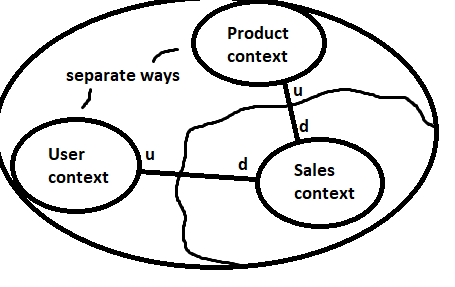 Product
context
separate ways
u
d
User
context
u
d
Sales
context